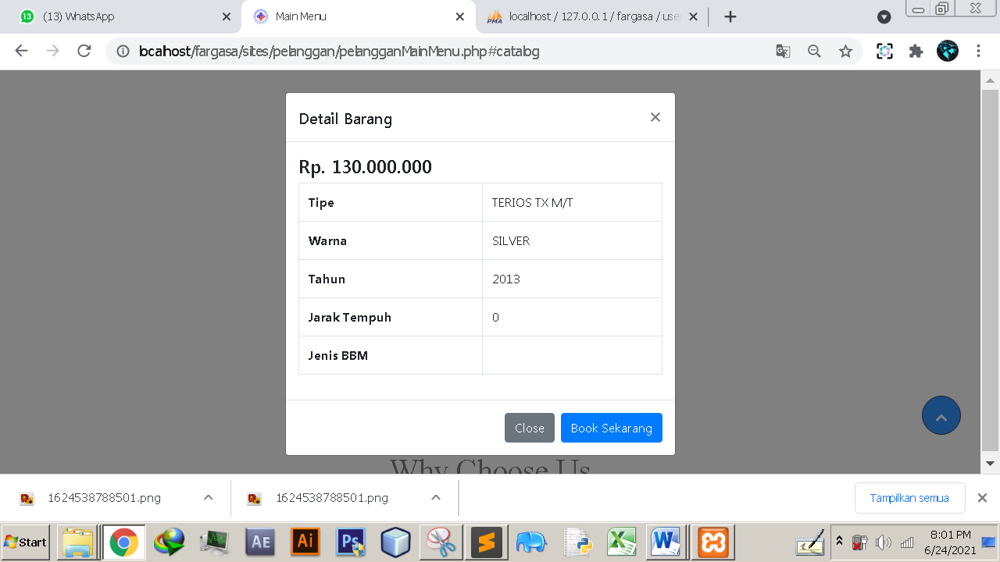 (13) WhatsApp
Main Menu
localhost / 127.0.0.1 / fargasa / use
localhost/fargasa/sites/pelanggan/pelangganMainMenu.php#catalog
Detail Barang
Rp. 130.000.000
Tipe TERIOS TX M/T
Warna SILVER
Tahun 2013
Jarak Tempuh 0
Jenis BBM
Close Book Sekarang
Why Choose Us
1624538788501.png
1624538788501.png
Tampilkan semua
Start
8:01 PM
6/24/2021